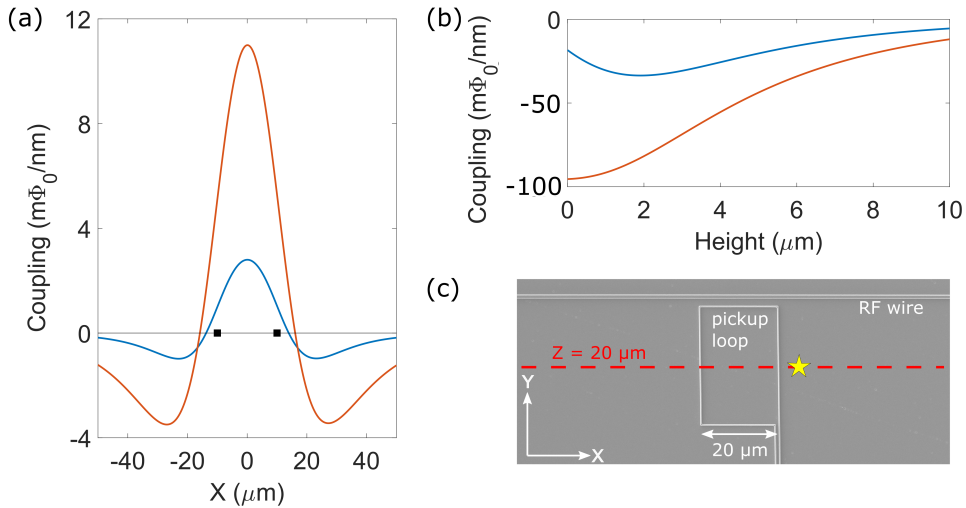 (a)
Coupling (mΦ0/nm)
12
8
4
0
-4
-40
-20
0
20
40
X (μm)
(b)
Coupling (mΦ0/nm)
0
-50
-100
0
2
4
6
8
10
Height (μm)
(c)
RF wire
pickup
loop
Z = 20 μm
Y
20 μm
X